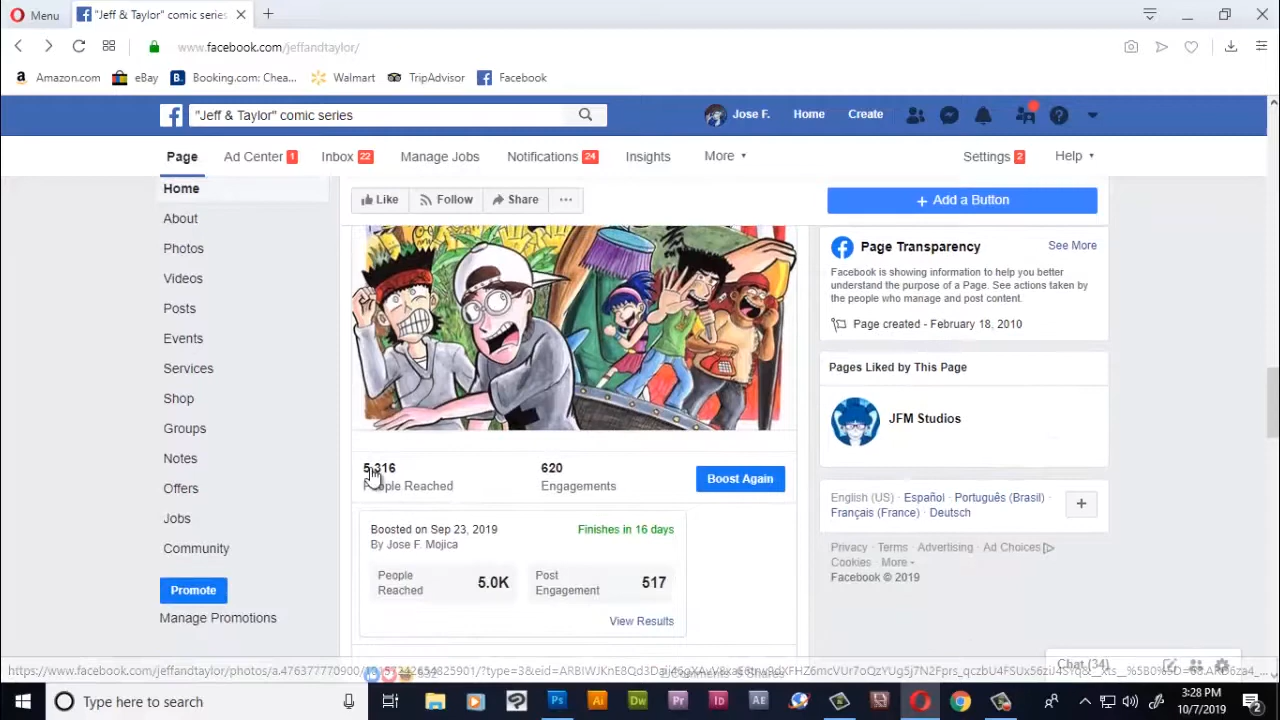 Menu
"Jeff & Taylor" comic series
www.facebook.com/jeffandtaylor/
Amazon.com
eBay
Booking.com: Chea...
Walmart
TripAdvisor
Facebook
"Jeff & Taylor" comic series
Jose F.
Home
Create
Page
Ad Center 1
Inbox 22
Manage Jobs
Notifications 24
Insights
More
Settings 2
Help
Home
About
Photos
Videos
Posts
Events
Services
Shop
Groups
Notes
Offers
Jobs
Community
Promote
Manage Promotions
Like
Follow
Share
+ Add a Button
5,316
People Reached
620
Engagements
Boost Again
Boosted on Sep 23, 2019
Finishes in 16 days
By Jose F. Mojica
People Reached
5.0K
Post Engagement
517
View Results
Page Transparency
See More
Facebook is showing information to help you better
understand the purpose of a Page. See actions taken by
the people who manage and post content.
Page created - February 18, 2010
Pages Liked by This Page
JFM Studios
English (US) · Español · Português (Brasil) ·
Français (France) · Deutsch
Privacy · Terms · Advertising · Ad Choices
Cookies · More
Facebook © 2019
Chat (34)
Type here to search
3:28 PM
10/7/2019
2